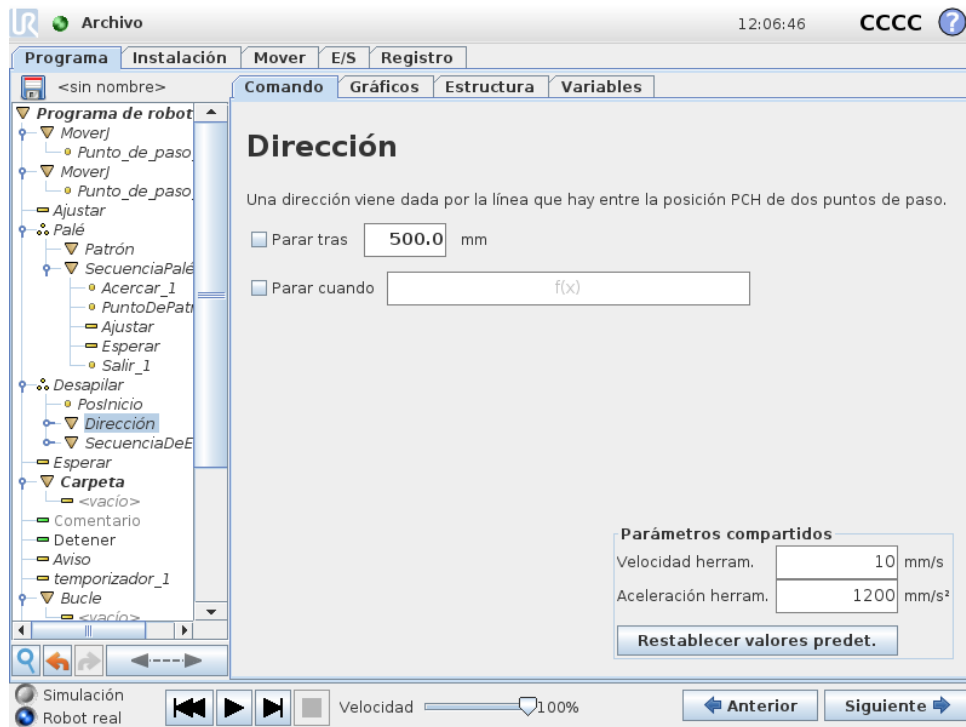 UR Archivo 12:06:46 CCCC ?
Programa Instalación Mover E/S Registro
<sin nombre> Comando Gráficos Estructura Variables
Programa de robot
MoverJ
Punto_de_paso_
MoverJ
Punto_de_paso_
Ajustar
Palé
Patrón
SecuenciaPalé
Acercar_1
PuntoDePatr
Ajustar
Esperar
Salir_1
Desapilar
PosInicio
Dirección
SecuenciaDeE
Esperar
Carpeta
<vacío>
Comentario
Detener
Aviso
temporizador_1
Bucle
<vacío>
Dirección
Una dirección viene dada por la línea que hay entre la posición PCH de dos puntos de paso.
Parar tras 500.0 mm
Parar cuando f(x)
Parámetros compartidos
Velocidad herram. 10 mm/s
Aceleración herram. 1200 mm/s²
Restablecer valores predet.
Simulación
Robot real
Velocidad 100%
Anterior Siguiente